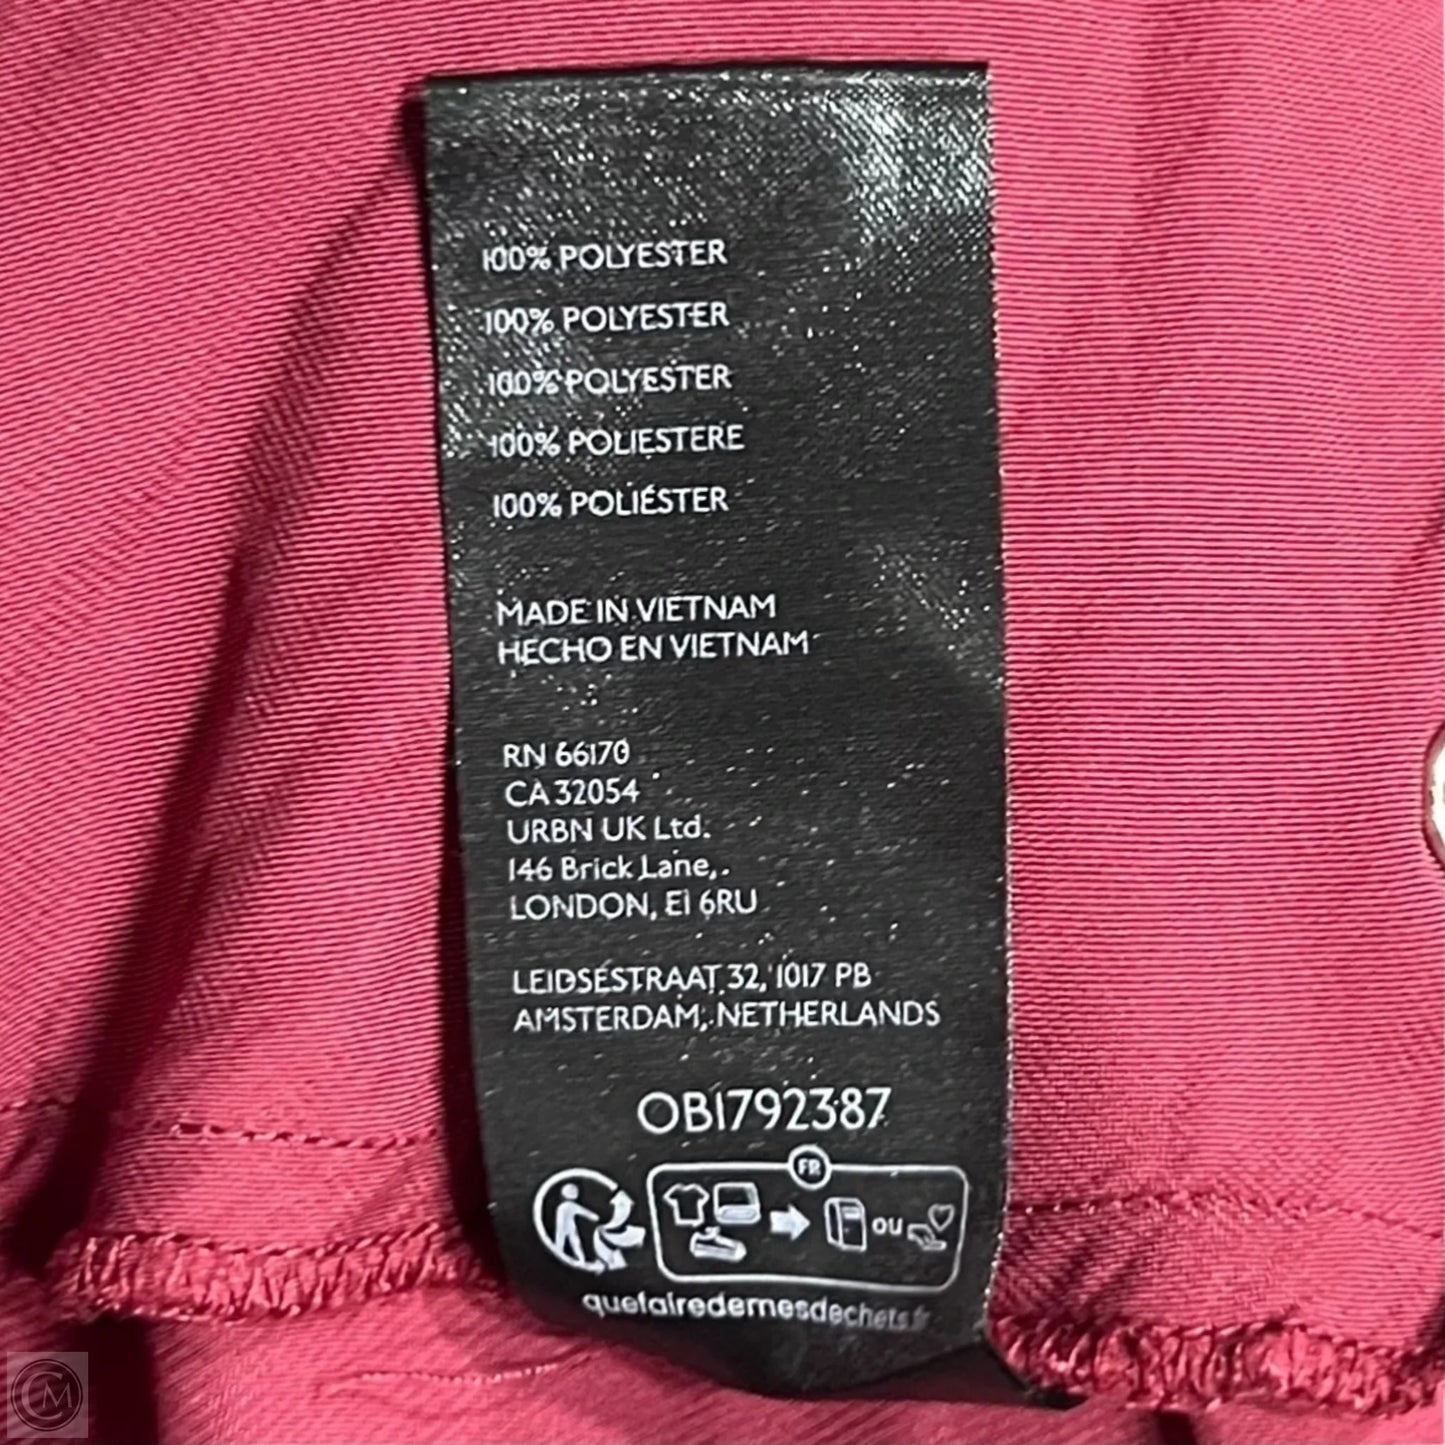 100% POLYESTER
100% POLYESTER
100% POLYESTER
100% POLIESTERE
100% POLIÉSTER
MADE IN VIETNAM
HECHO EN VIETNAM
RN 66170
CA 32054
URBN UK Ltd.
146 Brick Lane,
LONDON, E1 6RU
LEIDSESTRAAT 32, 1017 PB
AMSTERDAM, NETHERLANDS
OB1792387
FR
ou
quefairedemesdechets.fr
CM